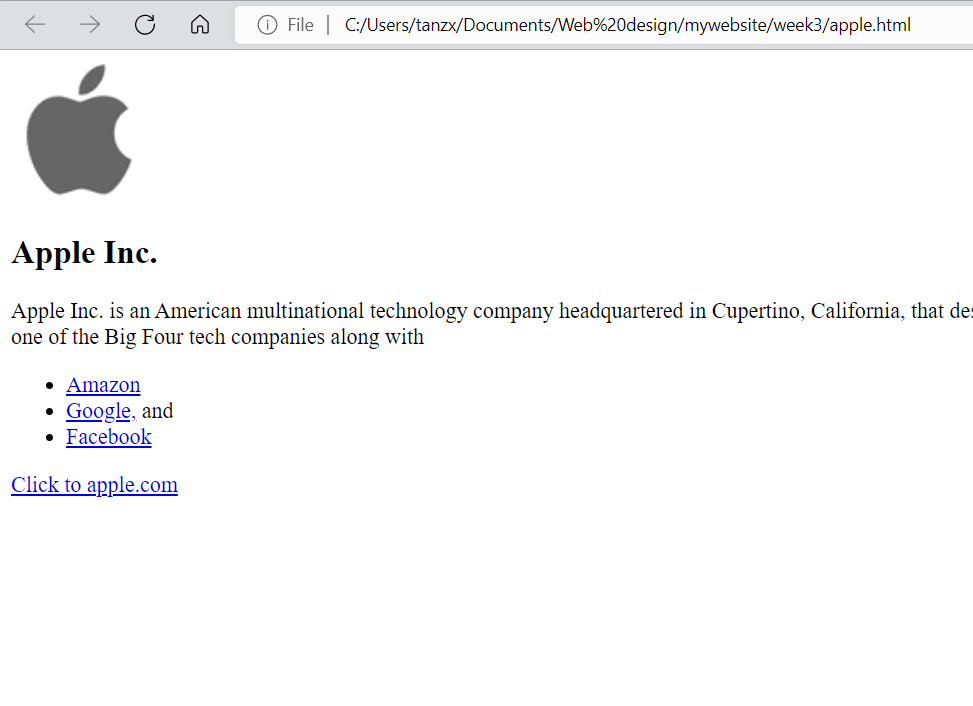 File C:/Users/tanzx/Documents/Web%20design/mywebsite/week3/apple.html
Apple Inc.
Apple Inc. is an American multinational technology company headquartered in Cupertino, California, that
one of the Big Four tech companies along with
Amazon
Google, and
Facebook
Click to apple.com